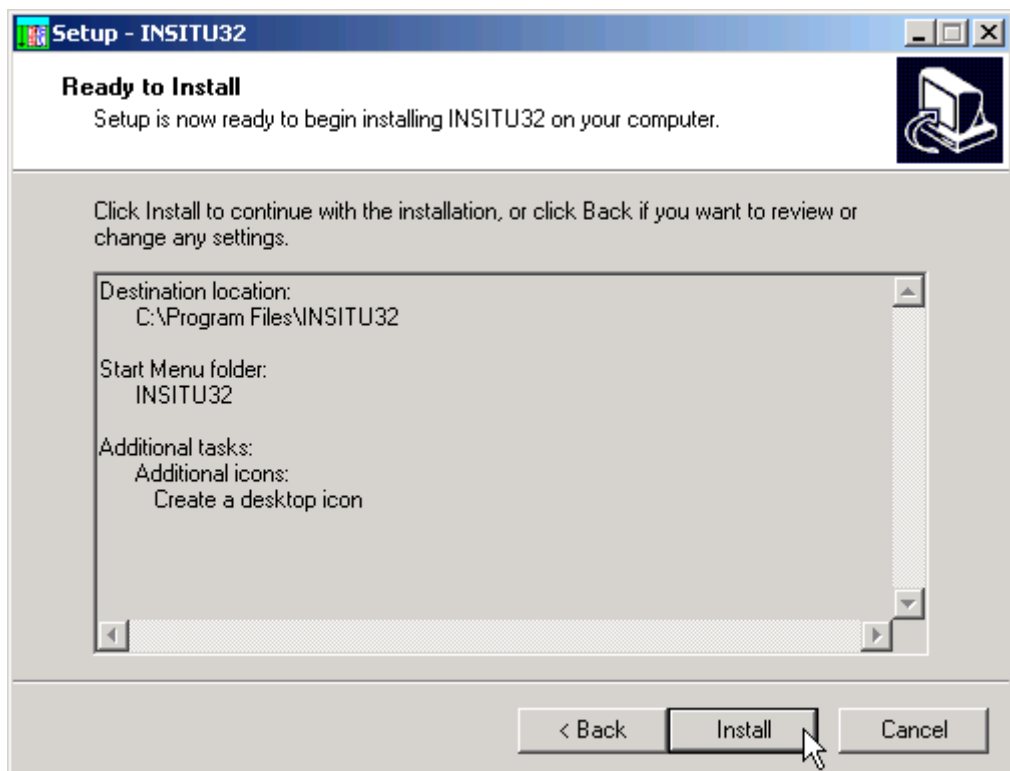 Setup - INSITU32
Ready to Install
Setup is now ready to begin installing INSITU32 on your computer.
Click Install to continue with the installation, or click Back if you want to review or
change any settings.
Destination location:
C:\Program Files\INSITU32
Start Menu folder:
INSITU32
Additional tasks:
Additional icons:
Create a desktop icon
< Back
Install
Cancel